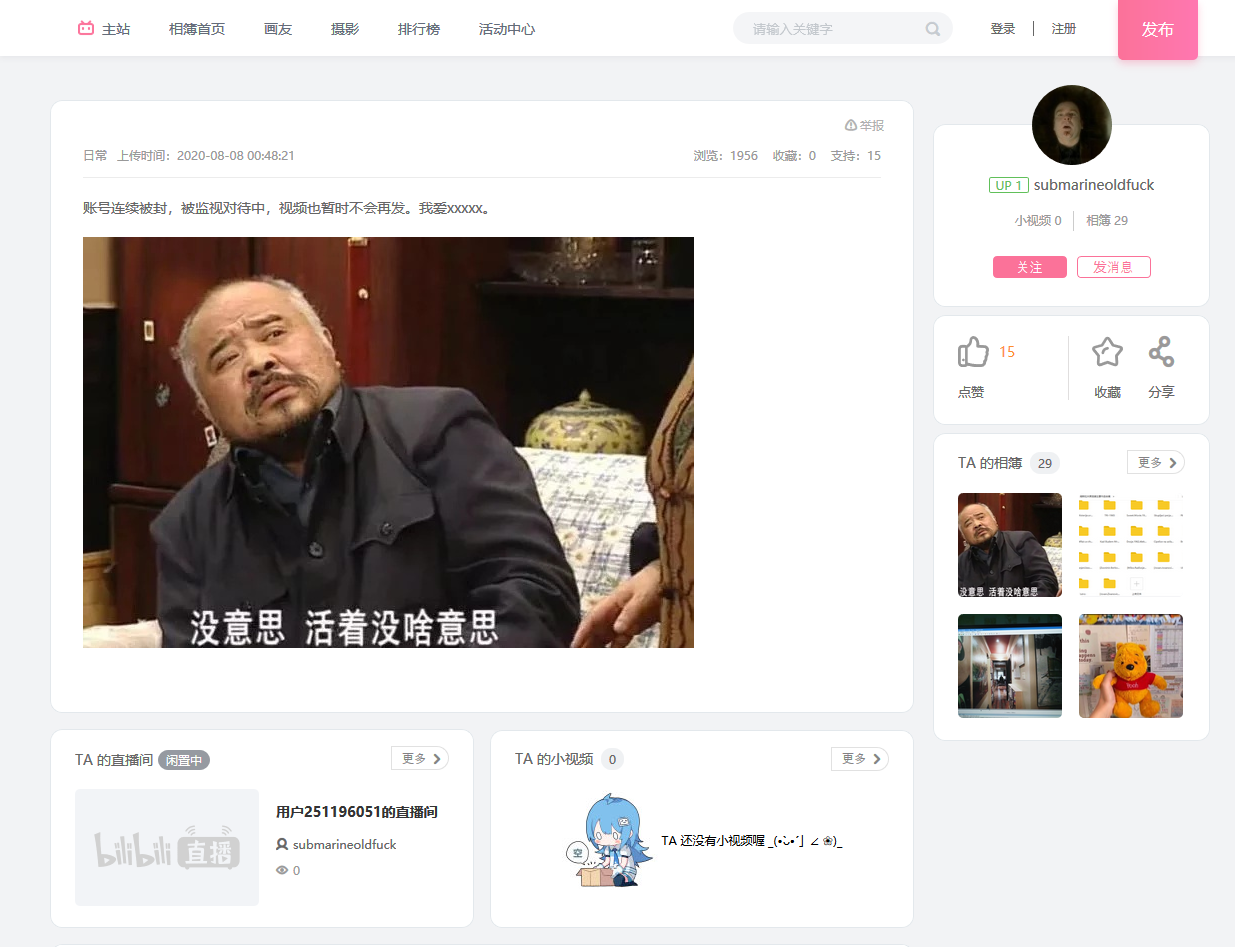 主站 相簿首页 画友 摄影 排行榜 活动中心 请输入关键字 登录 | 注册 发布
举报
日常 上传时间：2020-08-08 00:48:21 浏览：1956 收藏：0 支持：15
账号连续被封，被监视对待中，视频也暂时不会再发。我爱xxxxx。
没意思 活着没啥意思
UP 1 submarineoldfuck
小视频 0 相簿 29
关注 发消息
15
点赞 收藏 分享
TA 的相簿 29 更多
没意思 活着没啥意思
TA 的直播间 闲置中 更多
bilibili 直播
用户251196051的直播间
submarineoldfuck
0
TA 的小视频 0 更多
空
TA 还没有小视频喔 _(•̀ᴗ•́」∠ ❀)_